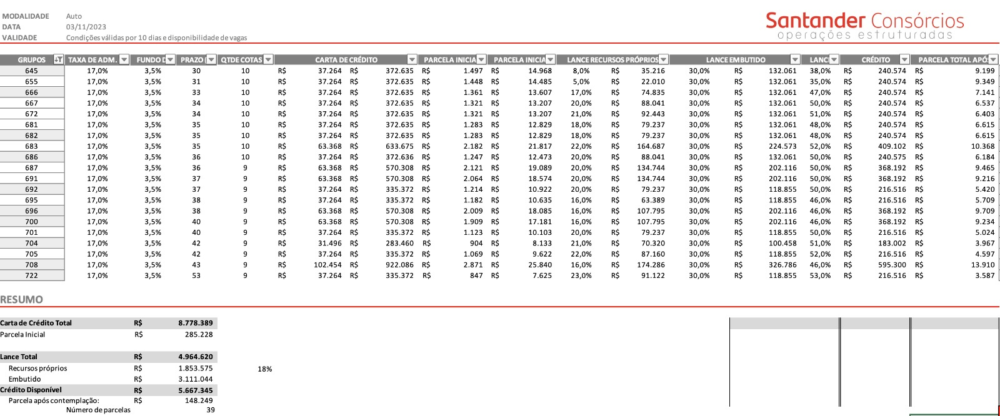 MODALIDADE Auto
Santander Consórcios
DATA 03/11/2023
operações estruturadas
VALIDADE Condições válidas por 10 dias e disponibilidade de vagas
GRUPOS TAXA DE ADM. FUNDO D PRAZO ( QTDE COTAS CARTA DE CRÉDITO PARCELA INICIA PARCELA INICIA LANCE RECURSOS PRÓPRIOS LANCE EMBUTIDO LANC CRÉDITO PARCELA TOTAL APÓS
645 17,0% 3,5% 30 10 R$ 37.264 R$ 372.635 R$ 1.497 R$ 14.968 8,0% R$ 35.216 30,0% R$ 132.061 38,0% R$ 240.574 R$ 9.199
655 17,0% 3,5% 31 10 R$ 37.264 R$ 372.635 R$ 1.448 R$ 14.485 5,0% R$ 22.010 30,0% R$ 132.061 35,0% R$ 240.574 R$ 9.349
666 17,0% 3,5% 33 10 R$ 37.264 R$ 372.635 R$ 1.361 R$ 13.607 17,0% R$ 74.835 30,0% R$ 132.061 47,0% R$ 240.574 R$ 7.141
667 17,0% 3,5% 34 10 R$ 37.264 R$ 372.635 R$ 1.321 R$ 13.207 20,0% R$ 88.041 30,0% R$ 132.061 50,0% R$ 240.574 R$ 6.537
672 17,0% 3,5% 34 10 R$ 37.264 R$ 372.635 R$ 1.321 R$ 13.207 21,0% R$ 92.443 30,0% R$ 132.061 51,0% R$ 240.574 R$ 6.403
681 17,0% 3,5% 35 10 R$ 37.264 R$ 372.635 R$ 1.283 R$ 12.829 18,0% R$ 79.237 30,0% R$ 132.061 48,0% R$ 240.574 R$ 6.615
682 17,0% 3,5% 35 10 R$ 37.264 R$ 372.635 R$ 1.283 R$ 12.829 18,0% R$ 79.237 30,0% R$ 132.061 48,0% R$ 240.574 R$ 6.615
683 17,0% 3,5% 35 10 R$ 63.368 R$ 633.675 R$ 2.182 R$ 21.817 22,0% R$ 164.687 30,0% R$ 224.573 52,0% R$ 409.102 R$ 10.368
686 17,0% 3,5% 36 10 R$ 37.264 R$ 372.636 R$ 1.247 R$ 12.473 20,0% R$ 88.041 30,0% R$ 132.061 50,0% R$ 240.575 R$ 6.184
687 17,0% 3,5% 36 9 R$ 63.368 R$ 570.308 R$ 2.121 R$ 19.089 20,0% R$ 134.744 30,0% R$ 202.116 50,0% R$ 368.192 R$ 9.465
691 17,0% 3,5% 37 9 R$ 63.368 R$ 570.308 R$ 2.064 R$ 18.574 20,0% R$ 134.744 30,0% R$ 202.116 50,0% R$ 368.192 R$ 9.216
692 17,0% 3,5% 37 9 R$ 37.264 R$ 335.372 R$ 1.214 R$ 10.922 20,0% R$ 79.237 30,0% R$ 118.855 50,0% R$ 216.516 R$ 5.420
695 17,0% 3,5% 38 9 R$ 37.264 R$ 335.372 R$ 1.182 R$ 10.635 16,0% R$ 63.389 30,0% R$ 118.855 46,0% R$ 216.516 R$ 5.709
696 17,0% 3,5% 38 9 R$ 63.368 R$ 570.308 R$ 2.009 R$ 18.085 16,0% R$ 107.795 30,0% R$ 202.116 46,0% R$ 368.192 R$ 9.709
700 17,0% 3,5% 40 9 R$ 63.368 R$ 570.308 R$ 1.909 R$ 17.181 16,0% R$ 107.795 30,0% R$ 202.116 46,0% R$ 368.192 R$ 9.234
701 17,0% 3,5% 40 9 R$ 37.264 R$ 335.372 R$ 1.123 R$ 10.103 20,0% R$ 79.237 30,0% R$ 118.855 50,0% R$ 216.516 R$ 5.024
704 17,0% 3,5% 42 9 R$ 31.496 R$ 283.460 R$ 904 R$ 8.133 21,0% R$ 70.320 30,0% R$ 100.458 51,0% R$ 183.002 R$ 3.967
705 17,0% 3,5% 42 9 R$ 37.264 R$ 335.372 R$ 1.069 R$ 9.622 22,0% R$ 87.160 30,0% R$ 118.855 52,0% R$ 216.516 R$ 4.597
708 17,0% 3,5% 43 9 R$ 102.454 R$ 922.086 R$ 2.871 R$ 25.840 16,0% R$ 174.286 30,0% R$ 326.786 46,0% R$ 595.300 R$ 13.910
722 17,0% 3,5% 53 9 R$ 37.264 R$ 335.372 R$ 847 R$ 7.625 23,0% R$ 91.122 30,0% R$ 118.855 53,0% R$ 216.516 R$ 3.587
RESUMO
Carta de Crédito Total R$ 8.778.389
Parcela Inicial R$ 285.228
Lance Total R$ 4.964.620
Recursos próprios R$ 1.853.575 18%
Embutido R$ 3.111.044
Crédito Disponível R$ 5.667.345
Parcela após contemplação: R$ 148.249
Número de parcelas 39